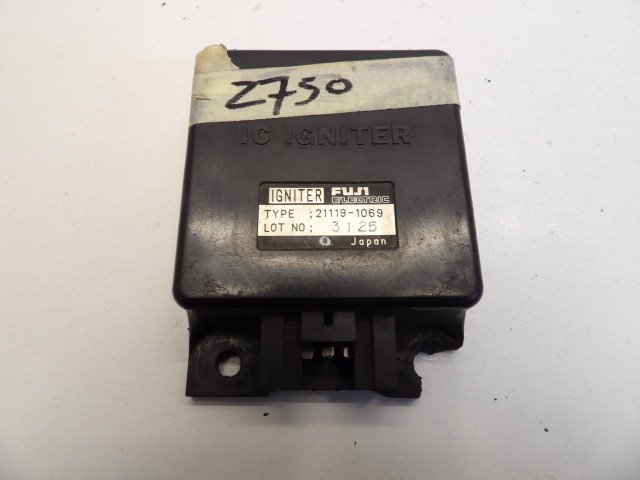 Z750
IC IGNITER
IGNITER FUJI ELECTRIC
TYPE ; 21119-1069
LOT NO; 3125
Q Japan